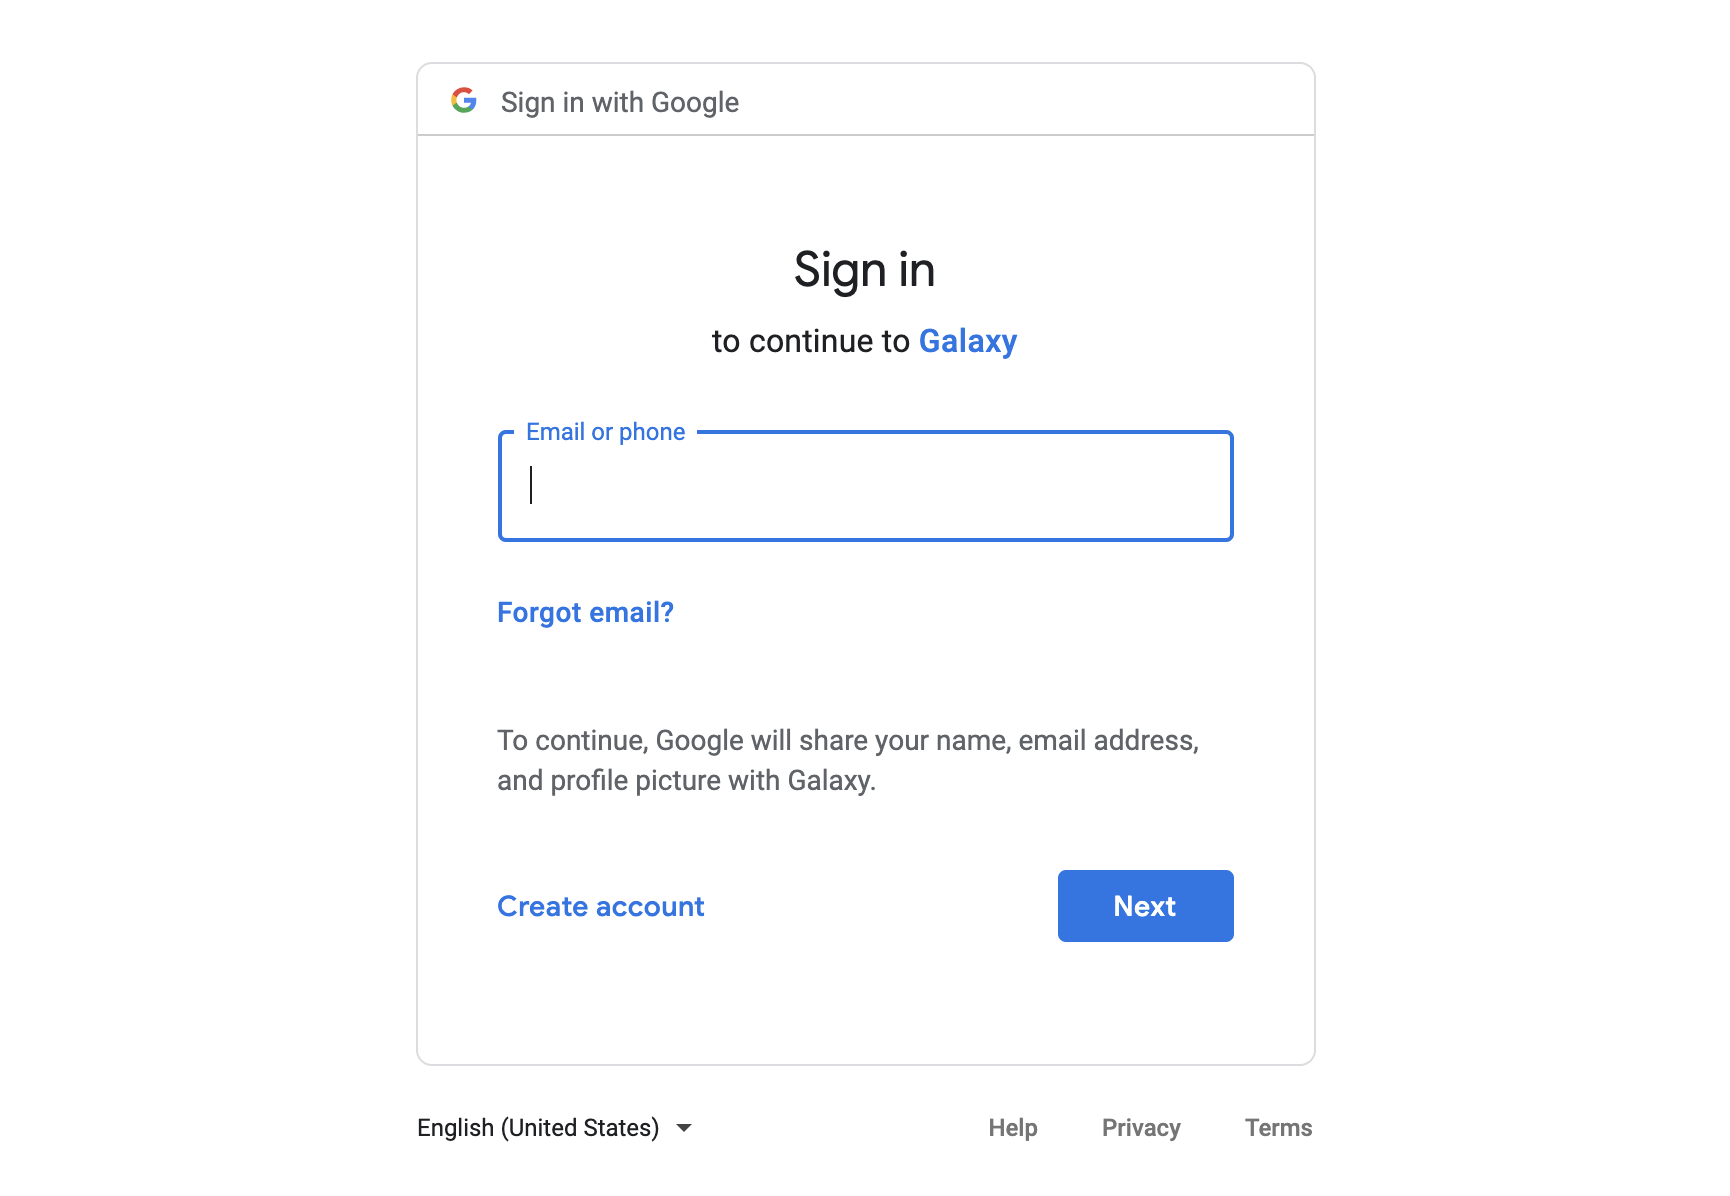 Sign in with Google
Sign in
to continue to Galaxy
Email or phone
Forgot email?
To continue, Google will share your name, email address,
and profile picture with Galaxy.
Create account
Next
English (United States)
Help
Privacy
Terms